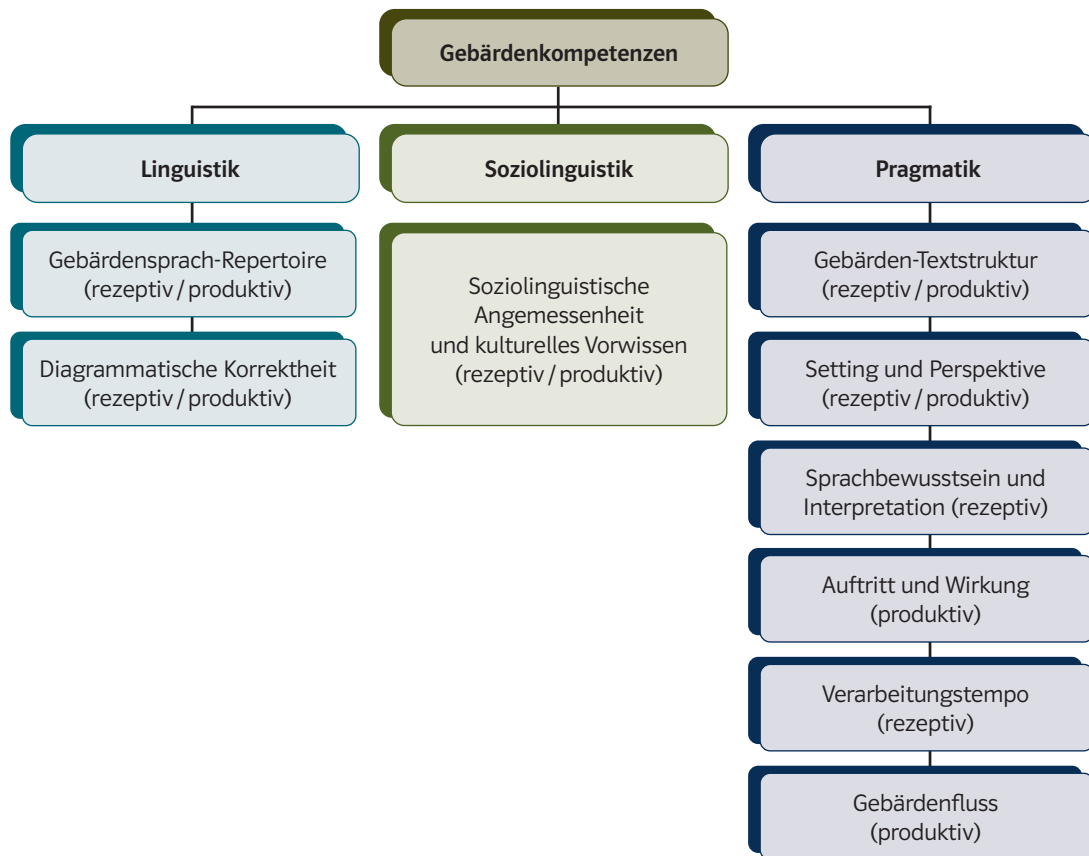 Gebärdenkompetenzen
Linguistik
Gebärdensprach-Repertoire
(rezeptiv / produktiv)
Diagrammatische Korrektheit
(rezeptiv / produktiv)
Soziolinguistik
Soziolinguistische
Angemessenheit
und kulturelles Vorwissen
(rezeptiv / produktiv)
Pragmatik
Gebärden-Textstruktur
(rezeptiv / produktiv)
Setting und Perspektive
(rezeptiv / produktiv)
Sprachbewusstsein und
Interpretation (rezeptiv)
Auftritt und Wirkung
(produktiv)
Verarbeitungstempo
(rezeptiv)
Gebärdenfluss
(produktiv)